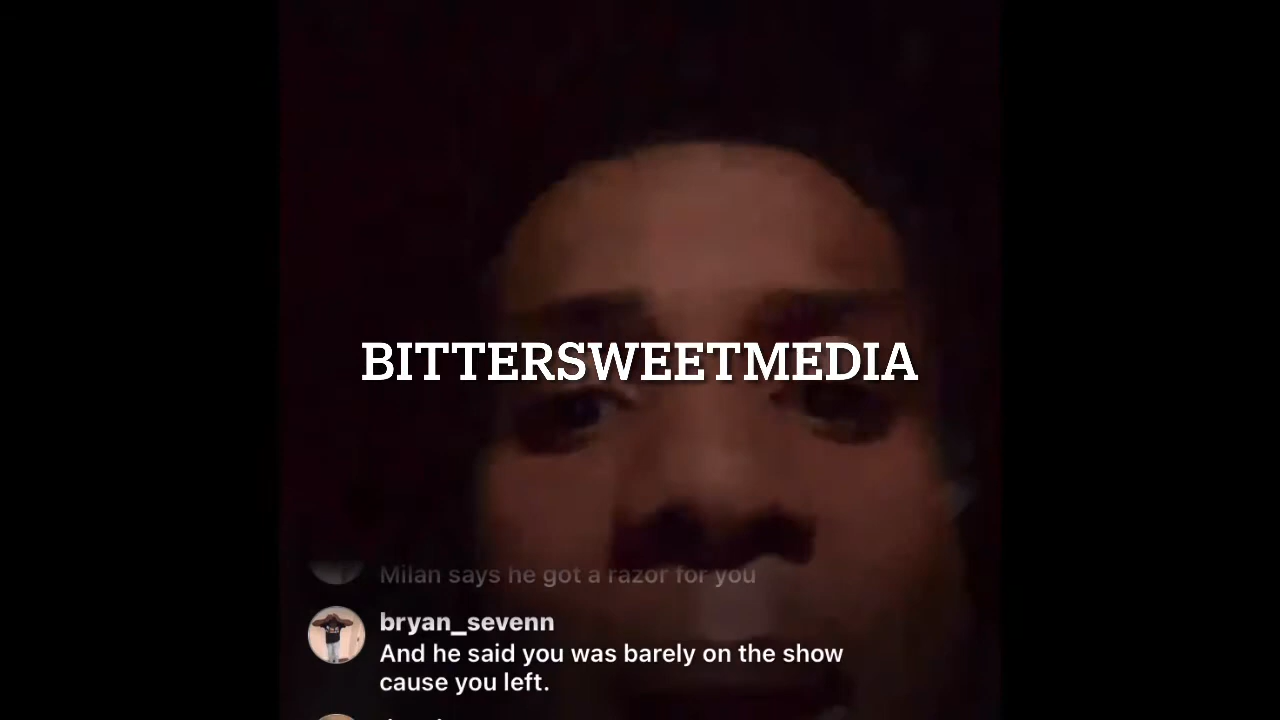 BITTERSWEETMEDIA
Milan says he got a razor for you
bryan_sevenn
And he said you was barely on the show
cause you left.